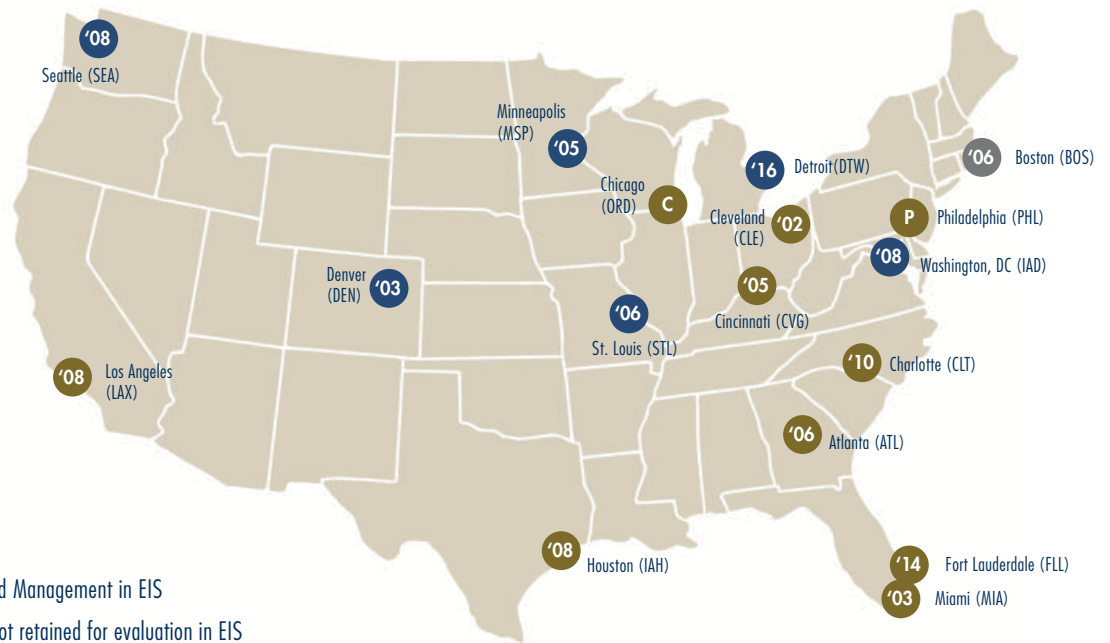 ‘08
Seattle (SEA)
Minneapolis
(MSP)
‘05
‘16
Detroit(DTW)
‘06
Boston (BOS)
Chicago
(ORD)
C
Cleveland
(CLE)
‘02
P
Philadelphia (PHL)
‘08
Washington, DC (IAD)
Denver
(DEN)
‘03
‘05
Cincinnati (CVG)
‘06
St. Louis (STL)
‘08
Los Angeles
(LAX)
‘10
Charlotte (CLT)
‘06
Atlanta (ATL)
‘08
Houston (IAH)
‘14
Fort Lauderdale (FLL)
‘03
Miami (MIA)
Management in EIS
retained for evaluation in EIS